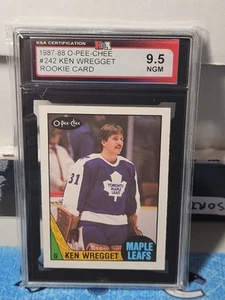 KSA CERTIFICATION
1987-88 O-PEE-CHEE
#242 KEN WREGGET
ROOKIE CARD
9.5
NGM
O-PEE-CHEE
31
TORONTO
MAPLE
LEAFS
G KEN WREGGET
MAPLE
LEAFS